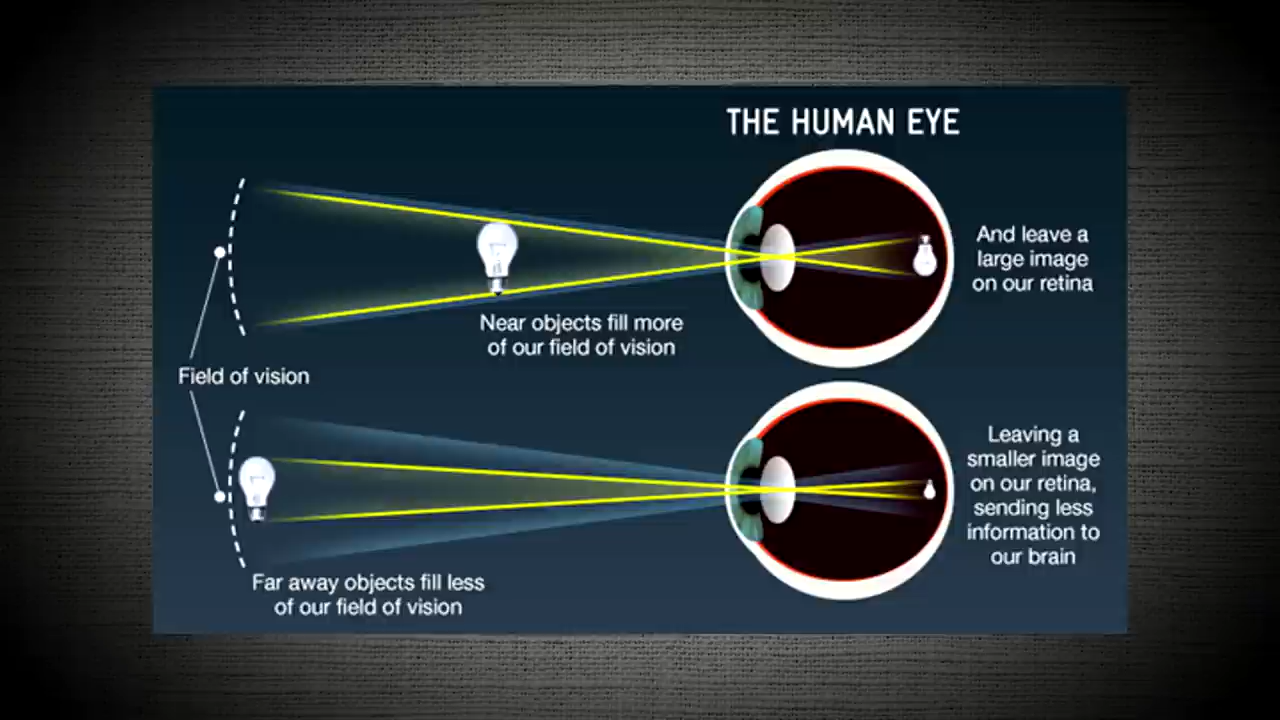 THE HUMAN EYE
And leave a
large image
on our retina
Near objects fill more
of our field of vision
Field of vision
Leaving a
smaller image
on our retina,
sending less
information to
our brain
Far away objects fill less
of our field of vision